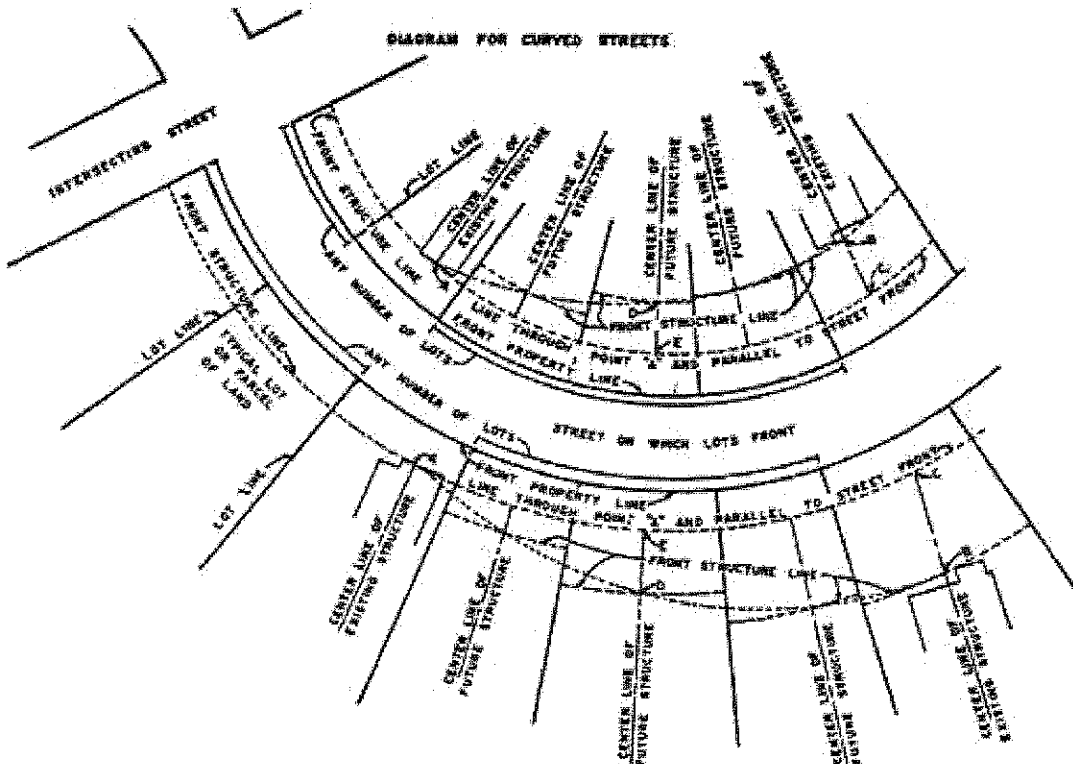 DIAGRAM FOR CURVED STREETS
INTERSECTING STREET
FRONT STRUCTURE LINE
LOT LINE
CENTER LINE OF
EXISTING STRUCTURE
CENTER LINE OF
FUTURE STRUCTURE
CENTER LINE OF
FUTURE STRUCTURE
CENTER LINE OF
FUTURE STRUCTURE
CENTER LINE OF
EXISTING STRUCTURE
ANY NUMBER OF LOTS
A
B
C
D
E
FRONT STRUCTURE LINE
LINE THROUGH POINT "A" AND PARALLEL TO STREET FRONT
FRONT PROPERTY LINE
STREET ON WHICH LOTS FRONT
FRONT STRUCTURE LINE
LOT LINE
TYPICAL LOT
OR PARCEL
OF LAND
ANY NUMBER OF LOTS
LOT LINE
FRONT PROPERTY LINE
LINE THROUGH POINT "A" AND PARALLEL TO STREET FRONT
A
B
C
D
E
FRONT STRUCTURE LINE
CENTER LINE OF
EXISTING STRUCTURE
CENTER LINE OF
FUTURE STRUCTURE
CENTER LINE OF
FUTURE STRUCTURE
CENTER LINE OF
FUTURE STRUCTURE
CENTER LINE OF
EXISTING STRUCTURE